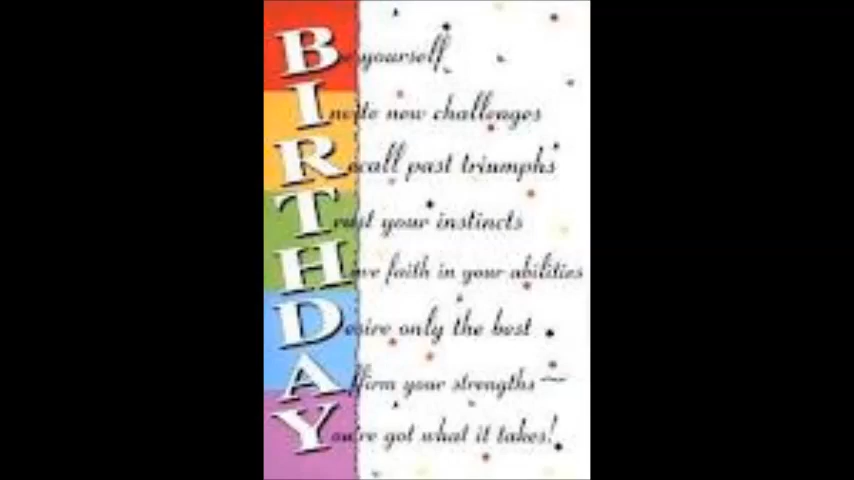 Be yourself
Invite new challenges
Recall past triumphs
Trust your instincts
Have faith in your abilities
Desire only the best
Affirm your strengths
You're got what it takes!